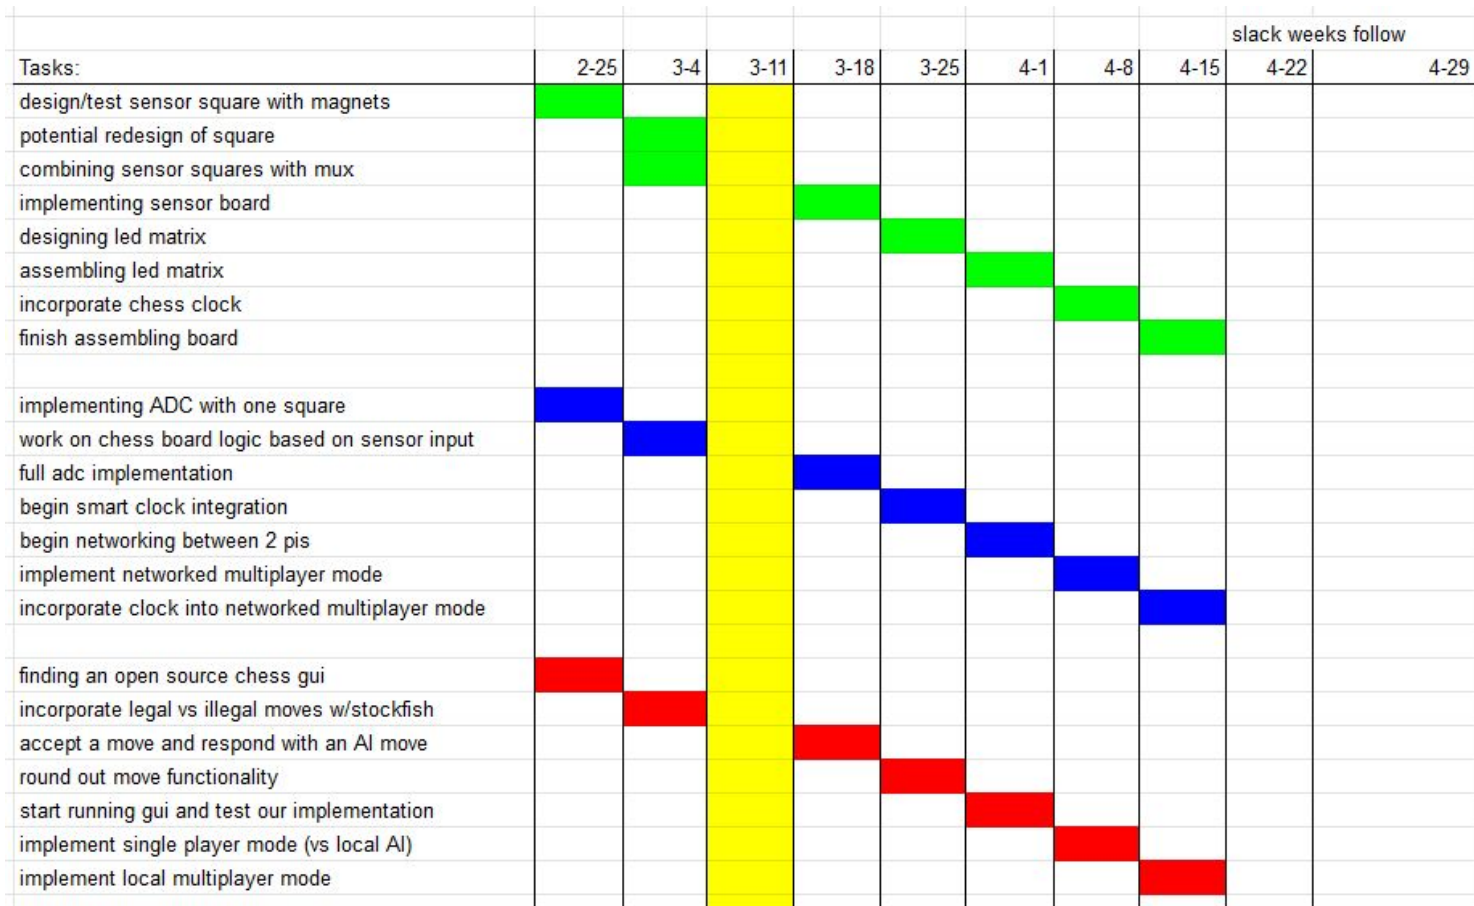 slack weeks follow
Tasks: 2-25 3-4 3-11 3-18 3-25 4-1 4-8 4-15 4-22 4-29
design/test sensor square with magnets
potential redesign of square
combining sensor squares with mux
implementing sensor board
designing led matrix
assembling led matrix
incorporate chess clock
finish assembling board
implementing ADC with one square
work on chess board logic based on sensor input
full adc implementation
begin smart clock integration
begin networking between 2 pis
implement networked multiplayer mode
incorporate clock into networked multiplayer mode
finding an open source chess gui
incorporate legal vs illegal moves w/stockfish
accept a move and respond with an AI move
round out move functionality
start running gui and test our implementation
implement single player mode (vs local AI)
implement local multiplayer mode